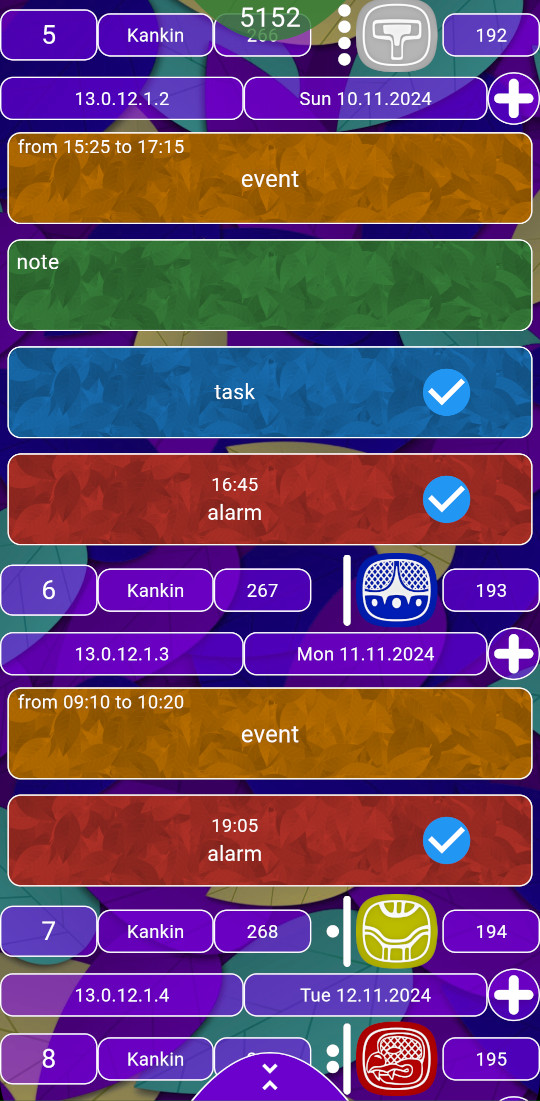 5152
5 Kankin 266 192
13.0.12.1.2 Sun 10.11.2024
from 15:25 to 17:15
event
note
task
16:45
alarm
6 Kankin 267 193
13.0.12.1.3 Mon 11.11.2024
from 09:10 to 10:20
event
19:05
alarm
7 Kankin 268 194
13.0.12.1.4 Tue 12.11.2024
8 Kankin 195